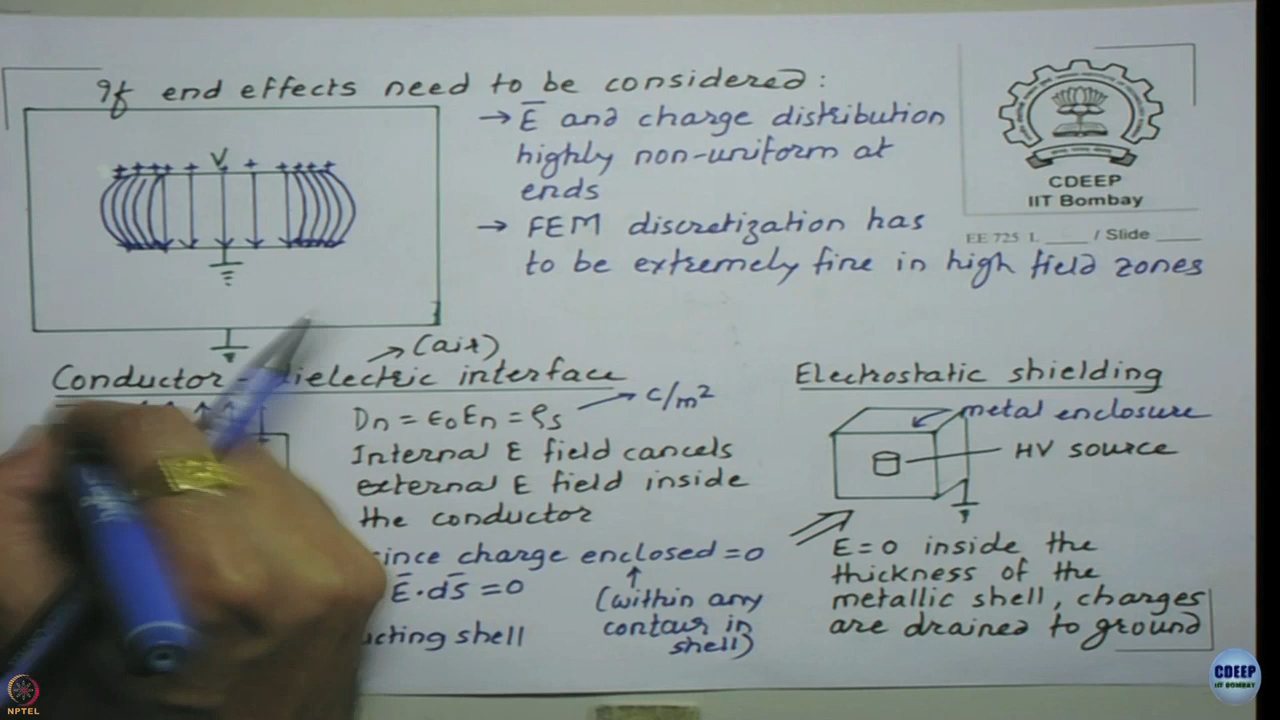 If end effects need to be considered:
→ E̅ and charge distribution
highly non-uniform at
ends
→ FEM discretization has
to be extremely fine in high field zones
CDEEP
IIT Bombay
EE 725 L ____ / Slide ____
+ + + + + V + + + + + +
(air)
Conductor - dielectric interface
Dn = ϵ0En = ρs
C/m²
Internal E field cancels
external E field inside
the conductor
since charge enclosed = 0
E̅ · ds̅ = 0
(within any
contour in
shell)
Electrostatic shielding
metal enclosure
HV source
E = 0 inside the
thickness of the
metallic shell, charges
are drained to ground
CDEEP
IIT BOMBAY
NPTEL